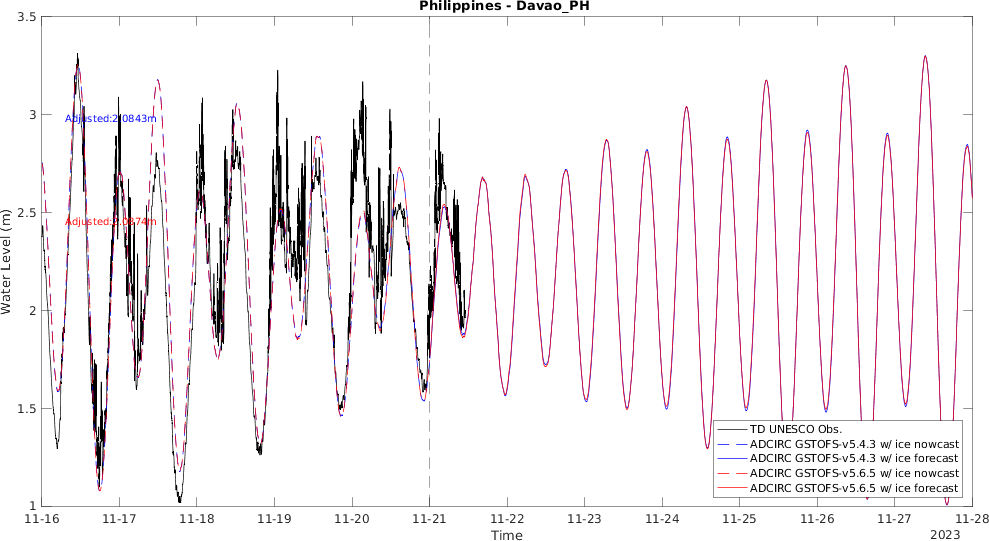 Philippines - Davao_PH
3.5
3
2.5
2
1.5
1
Water Level (m)
Adjusted:2.0843m
TD UNESCO Obs.
ADCIRC GSTOFS-v5.4.3 w/ ice nowcast
ADCIRC GSTOFS-v5.4.3 w/ ice forecast
ADCIRC GSTOFS-v5.6.5 w/ ice nowcast
ADCIRC GSTOFS-v5.6.5 w/ ice forecast
11-16 11-17 11-18 11-19 11-20 11-21 11-22 11-23 11-24 11-25 11-26 11-27 11-28
Time
2023